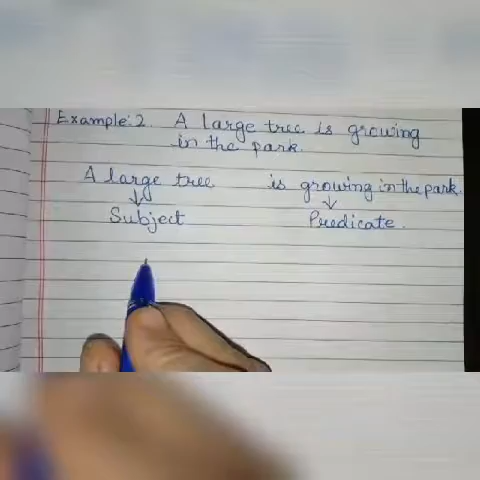 Example:2. A large tree is growing
in the park.
A large tree is growing in the park.
↓ ↓
Subject Predicate.